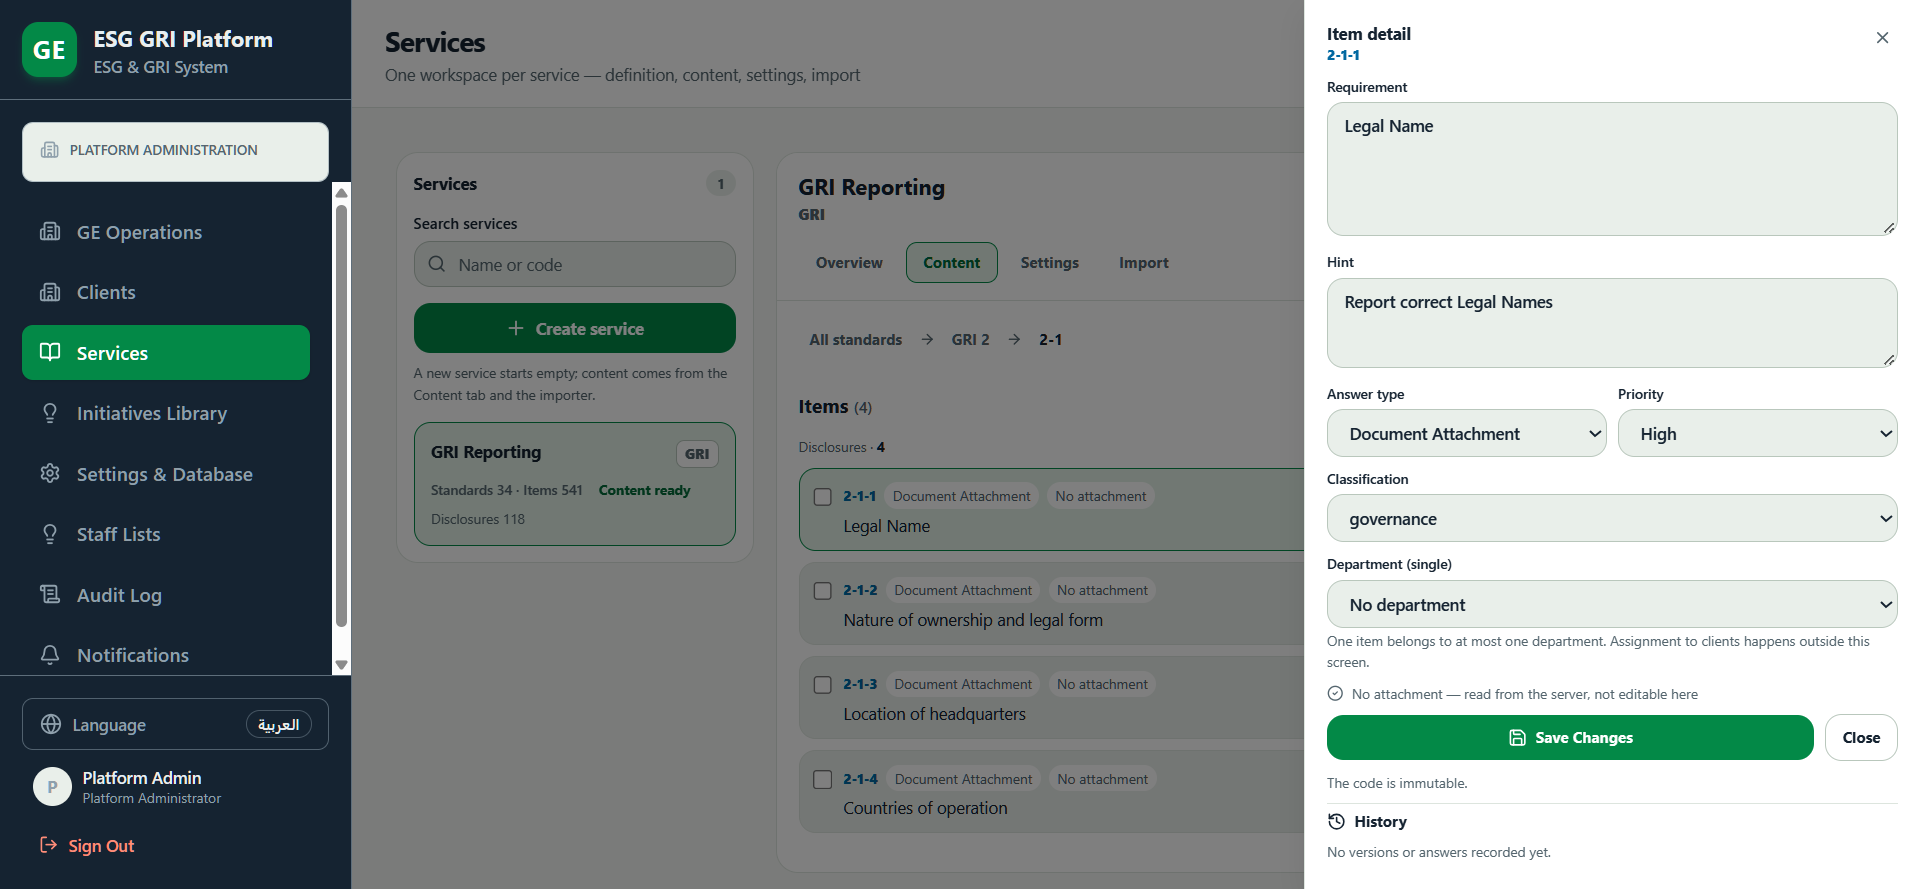 GE
ESG GRI Platform
ESG & GRI System
PLATFORM ADMINISTRATION
GE Operations
Clients
Services
Initiatives Library
Settings & Database
Staff Lists
Audit Log
Notifications
Language
العربية
P
Platform Admin
Platform Administrator
Sign Out
Services
One workspace per service — definition, content, settings, import
Services
1
Search services
Name or code
Create service
A new service starts empty; content comes from the
Content tab and the importer.
GRI Reporting
GRI
Standards 34 · Items 541 Content ready
Disclosures 118
GRI Reporting
GRI
Overview
Content
Settings
Import
All standards → GRI 2 → 2-1
Items (4)
Disclosures · 4
2-1-1 Document Attachment No attachment
Legal Name
2-1-2 Document Attachment No attachment
Nature of ownership and legal form
2-1-3 Document Attachment No attachment
Location of headquarters
2-1-4 Document Attachment No attachment
Countries of operation
Item detail
2-1-1
Requirement
Legal Name
Hint
Report correct Legal Names
Answer type
Document Attachment
Priority
High
Classification
governance
Department (single)
No department
One item belongs to at most one department. Assignment to clients happens outside this
screen.
No attachment — read from the server, not editable here
Save Changes
Close
The code is immutable.
History
No versions or answers recorded yet.